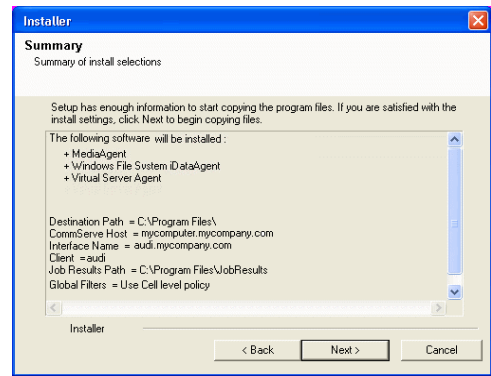 Installer
Summary
Summary of install selections
Setup has enough information to start copying the program files. If you are satisfied with the
install settings, click Next to begin copying files.
The following software will be installed :
+ MediaAgent
+ Windows File System iDataAgent
+ Virtual Server Agent
Destination Path = C:\Program Files\
CommServe Host = mycomputer.mycompany.com
Interface Name = audi.mycompany.com
Client =audi
Job Results Path = C:\Program Files\JobResults
Global Filters = Use Cell level policy
Installer
< Back Next > Cancel